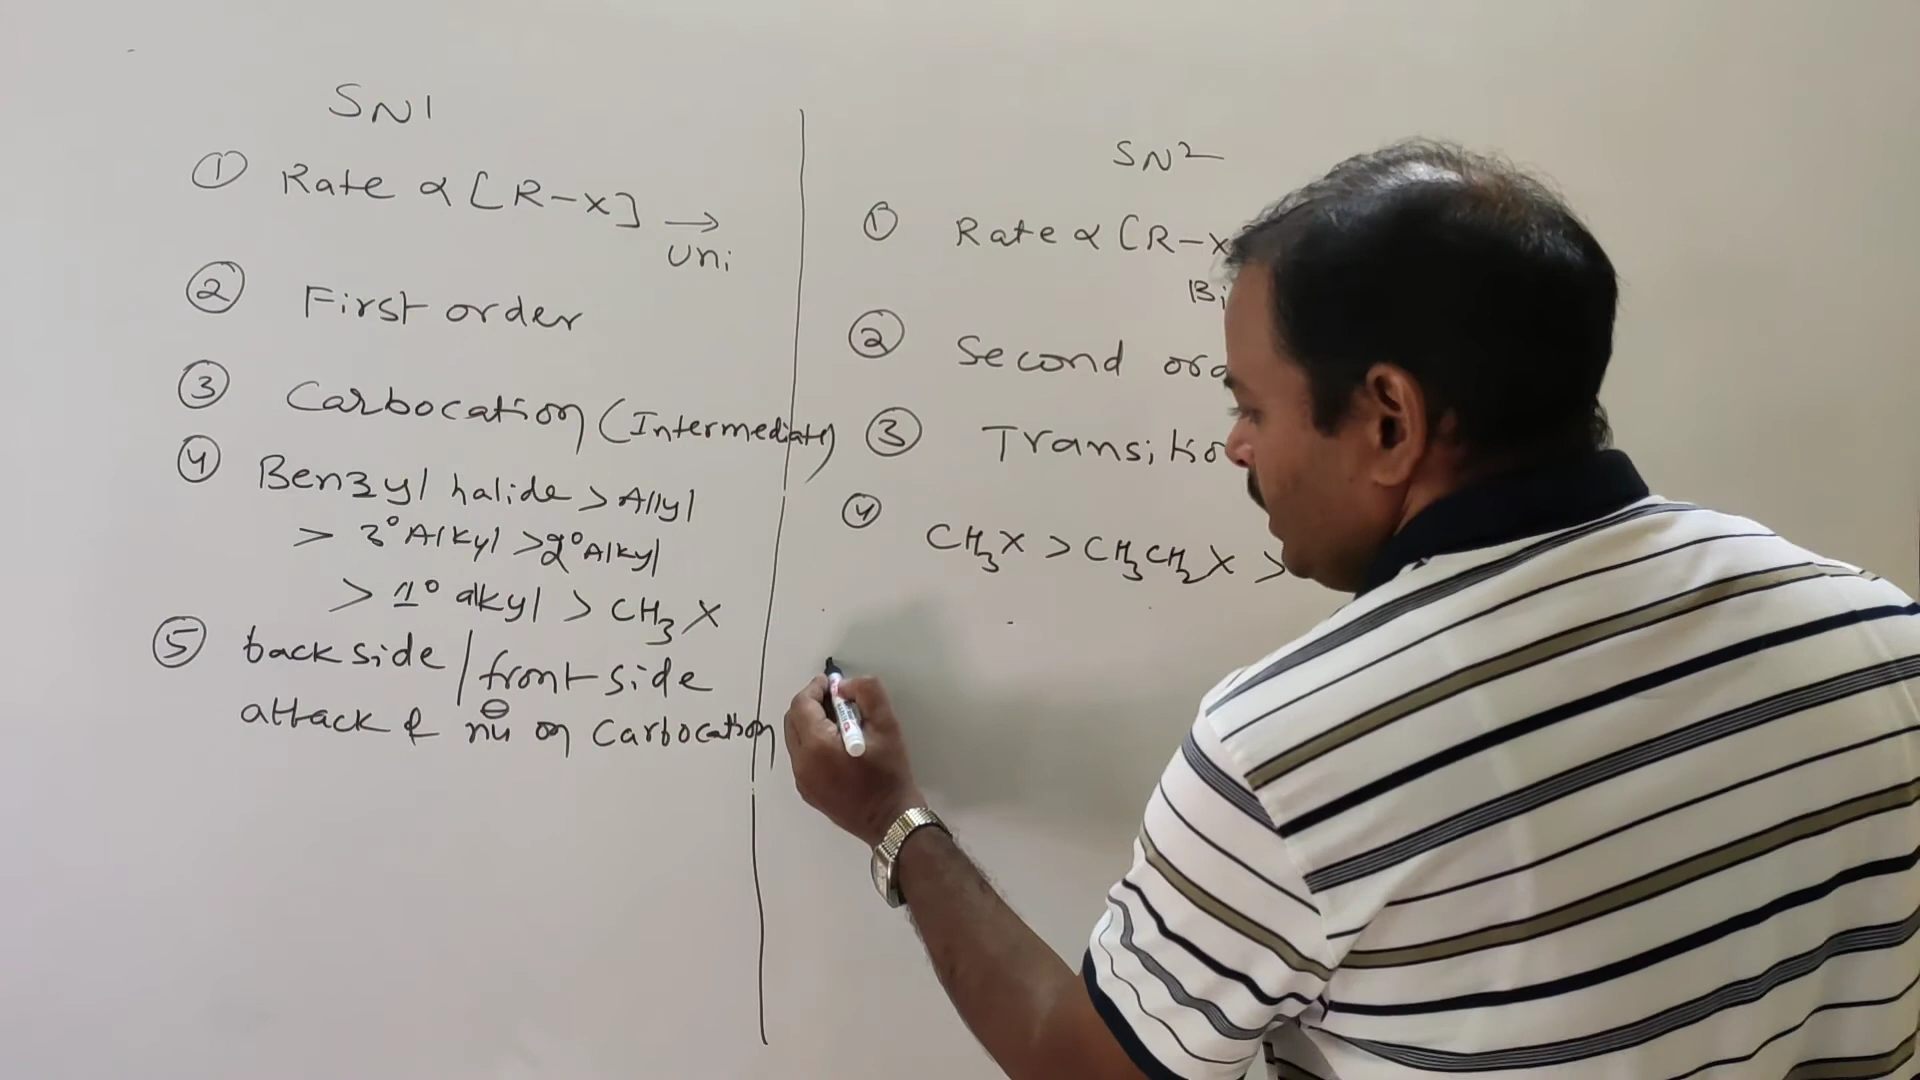 SN1
① Rate ∝ [R-X] →
Uni
② First order
③ Carbocation (Intermediate)
④ Benzyl halide > Allyl
> 3° Alkyl > 2° Alkyl
> 1° alkyl > CH₃X
⑤ back side / front side
attack of nu⊖ on Carbocation
SN2
① Rate ∝ [R-X
Bi
② Second ord
③ Transitio
④ CH₃X > CH₃CH₂X >